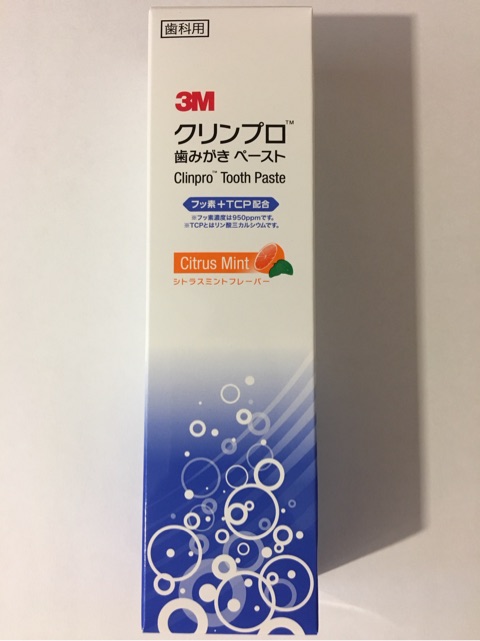 歯科用
3M
クリンプロ™
歯みがき ペースト
Clinpro™ Tooth Paste
フッ素+TCP配合
※フッ素濃度は950ppmです。
※TCPとはリン酸三カルシウムです。
Citrus Mint
シトラスミントフレーバー